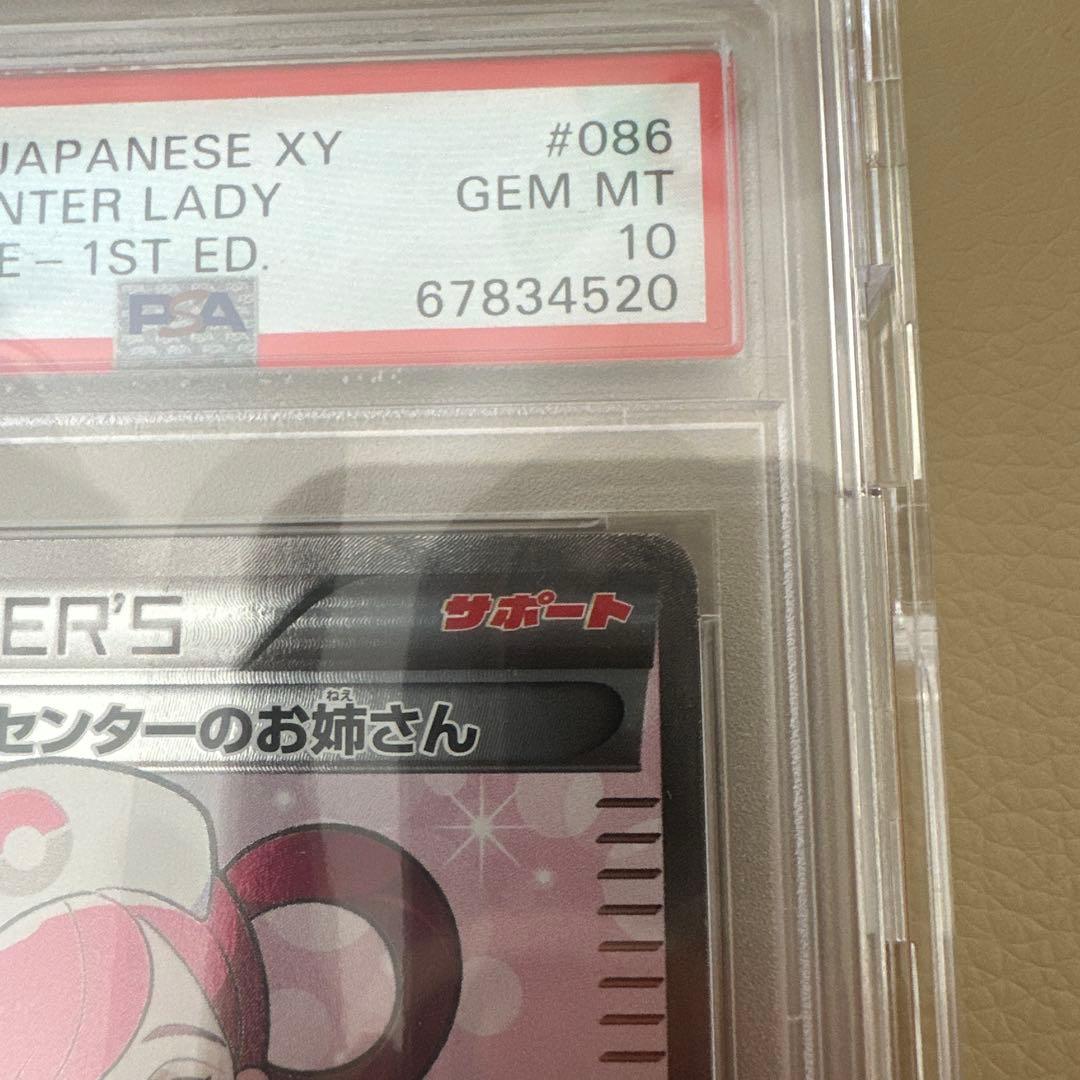 JAPANESE XY #086
NTER LADY GEM MT
E - 1ST ED. 10
PSA 67834520
ER'S サポート
ねえ
センターのお姉さん